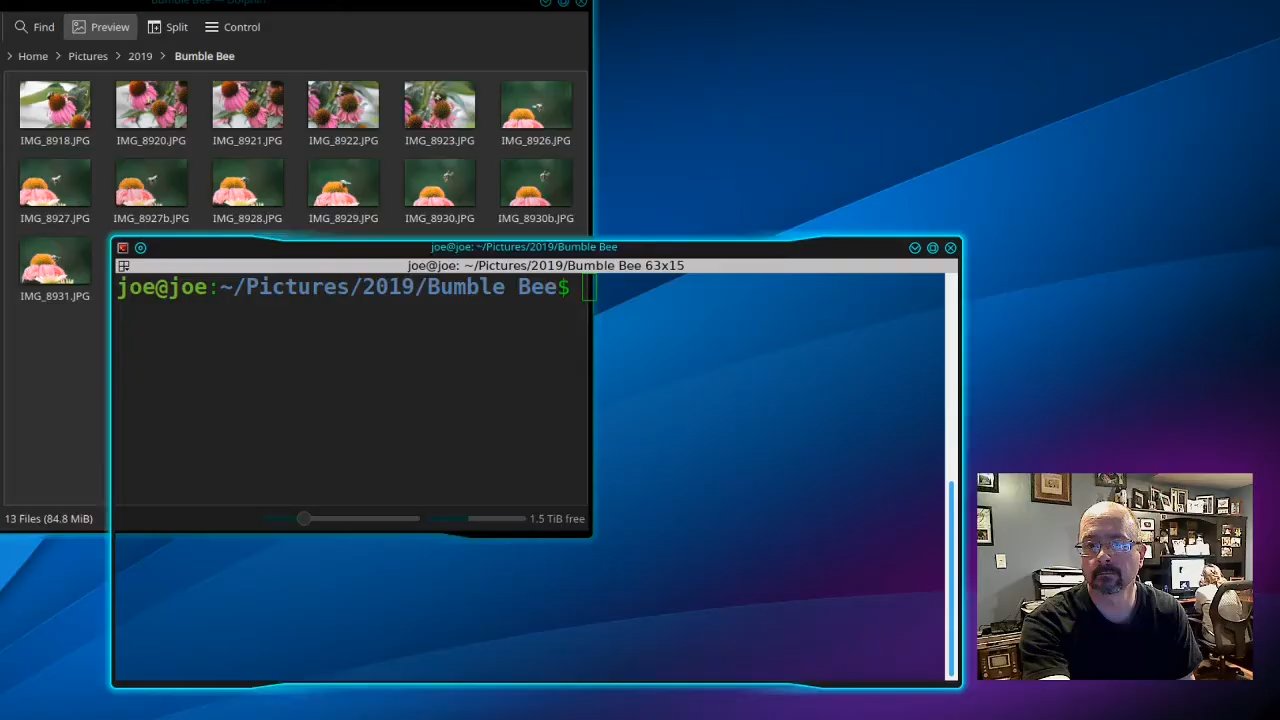 Bumble Bee — Dolphin
Find Preview Split Control
Home Pictures 2019 Bumble Bee
IMG_8918.JPG IMG_8920.JPG IMG_8921.JPG IMG_8922.JPG IMG_8923.JPG IMG_8926.JPG
IMG_8927.JPG IMG_8927b.JPG IMG_8928.JPG IMG_8929.JPG IMG_8930.JPG IMG_8930b.JPG
IMG_8931.JPG
13 Files (84.8 MiB) 1.5 TiB free
joe@joe: ~/Pictures/2019/Bumble Bee
joe@joe: ~/Pictures/2019/Bumble Bee 63x15
joe@joe:~/Pictures/2019/Bumble Bee$